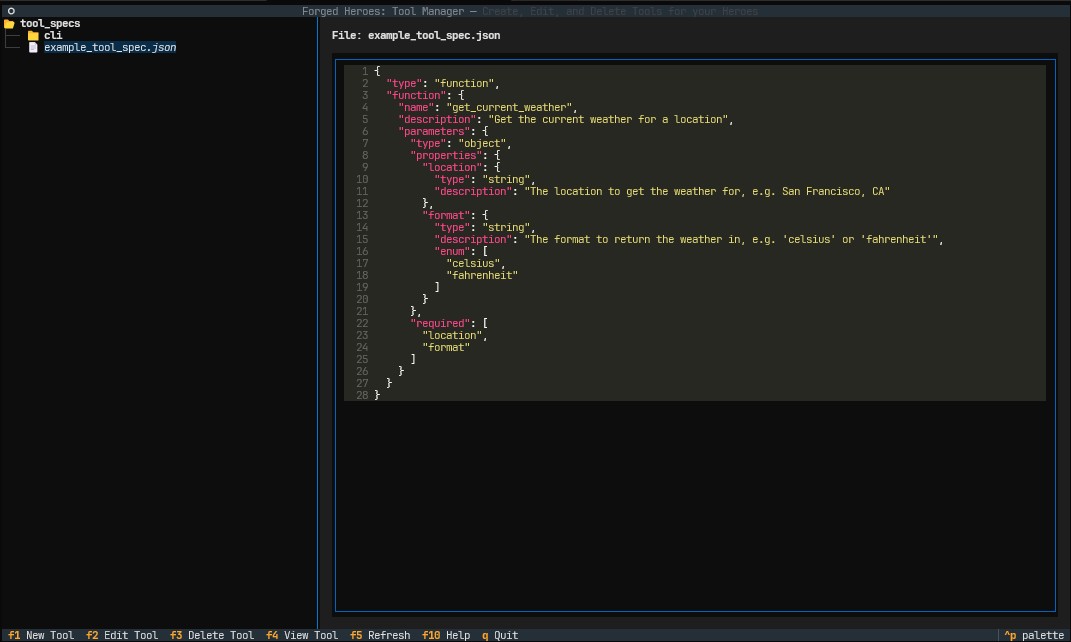 Forged Heroes: Tool Manager — Create, Edit, and Delete Tools for your Heroes
tool_specs
cli
example_tool_spec.json
File: example_tool_spec.json
1 {
2   "type": "function",
3   "function": {
4     "name": "get_current_weather",
5     "description": "Get the current weather for a location",
6     "parameters": {
7       "type": "object",
8       "properties": {
9         "location": {
10           "type": "string",
11           "description": "The location to get the weather for, e.g. San Francisco, CA"
12         },
13         "format": {
14           "type": "string",
15           "description": "The format to return the weather in, e.g. 'celsius' or 'fahrenheit'",
16           "enum": [
17             "celsius",
18             "fahrenheit"
19           ]
20         }
21       },
22       "required": [
23         "location",
24         "format"
25       ]
26     }
27   }
28 }
f1 New Tool f2 Edit Tool f3 Delete Tool f4 View Tool f5 Refresh f10 Help q Quit ^p palette